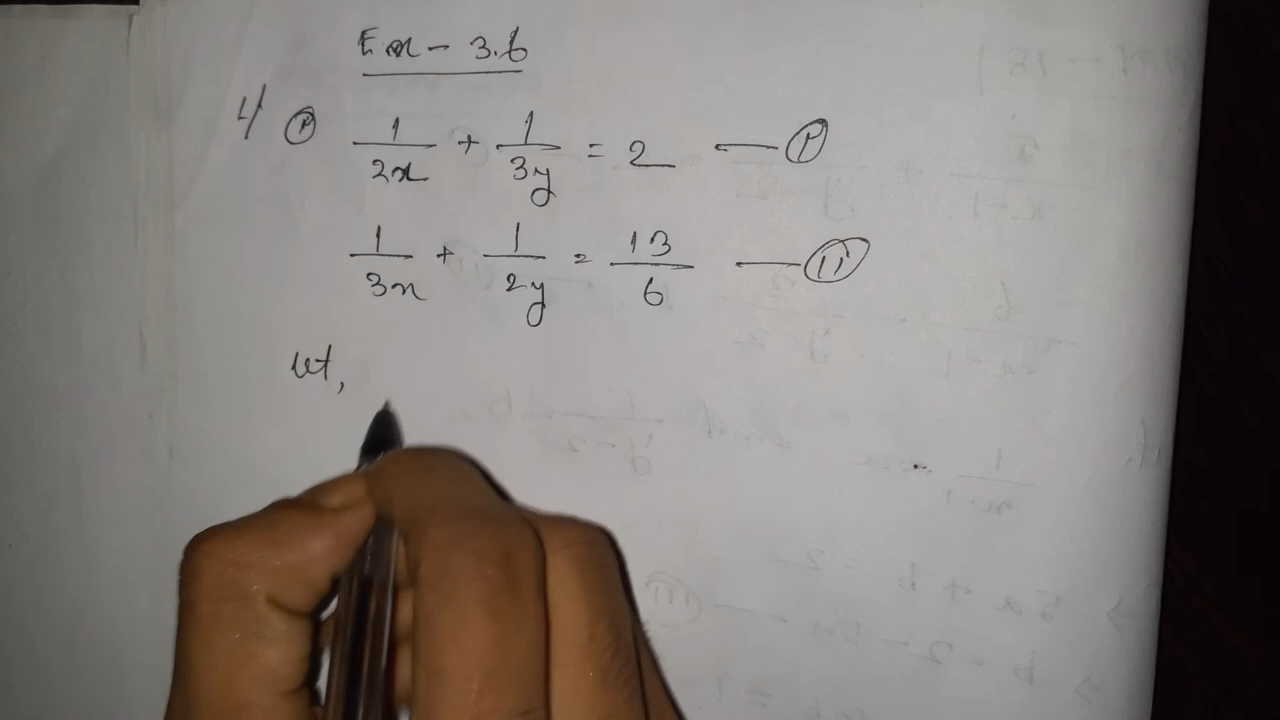 Ex - 3.6
4) (i) 1/2x + 1/3y = 2 — (i)
1/3x + 1/2y = 13/6 — (ii)
let,